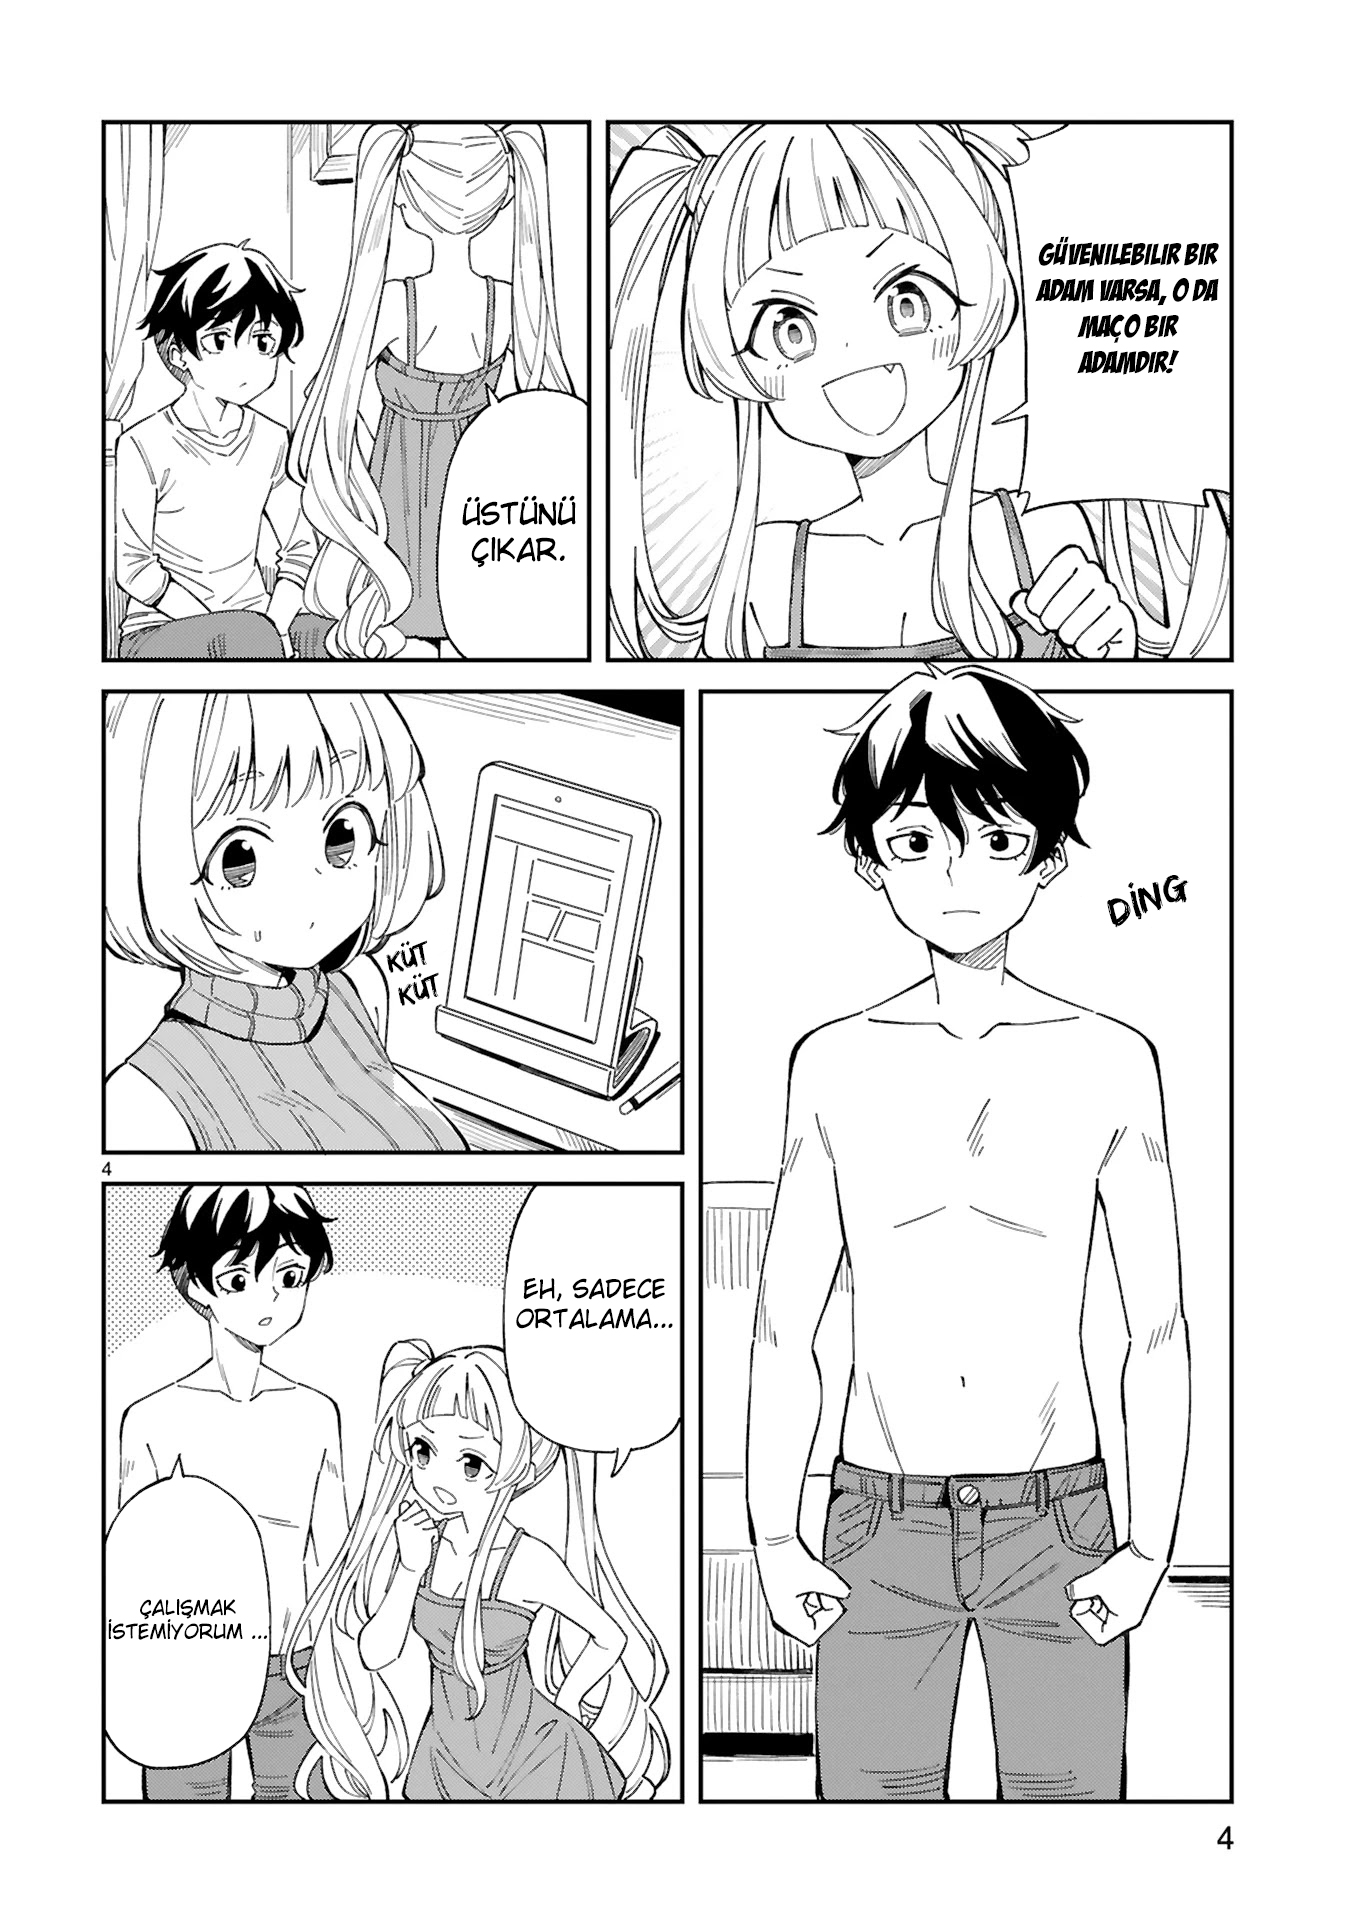 GÜVENILEBILIR BIR
ADAM VARSA, O DA
MAÇO BIR
ADAMDIR!
ÜSTÜNÜ
ÇIKAR.
DİNG
KÜT
KÜT
4
EH, SADECE
ORTALAMA...
ÇALIŞMAK
İSTEMİYORUM ...
4